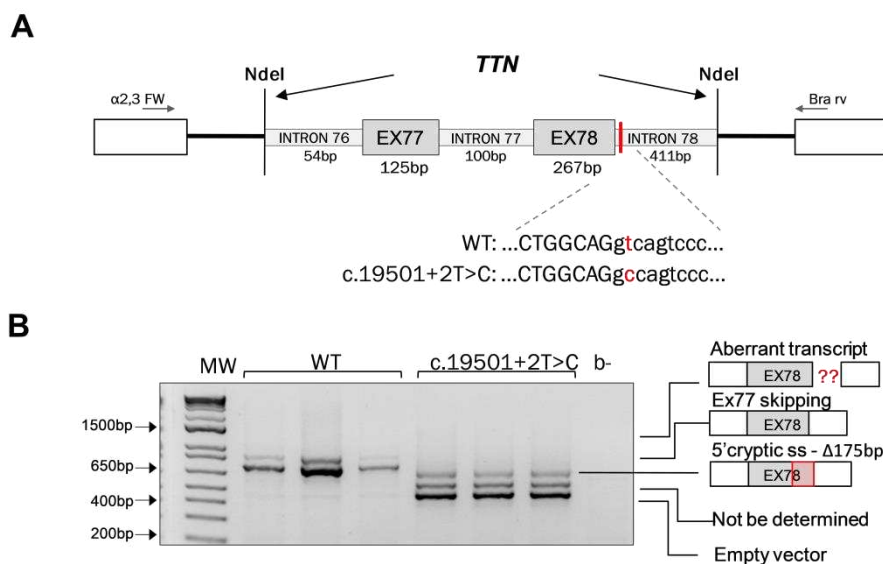 A
TTN
NdeI
NdeI
α2,3 FW
Bra rv
INTRON 76
EX77
INTRON 77
EX78
INTRON 78
54bp
125bp
100bp
267bp
411bp
WT: ...CTGGCAGgtcagtccc...
c.19501+2T>C: ...CTGGCAGgccagtccc...
B
MW
WT
c.19501+2T>C
b-
1500bp
650bp
400bp
200bp
Aberrant transcript
EX78
??
Ex77 skipping
EX78
5'cryptic ss - Δ175bp
EX78
Not be determined
Empty vector